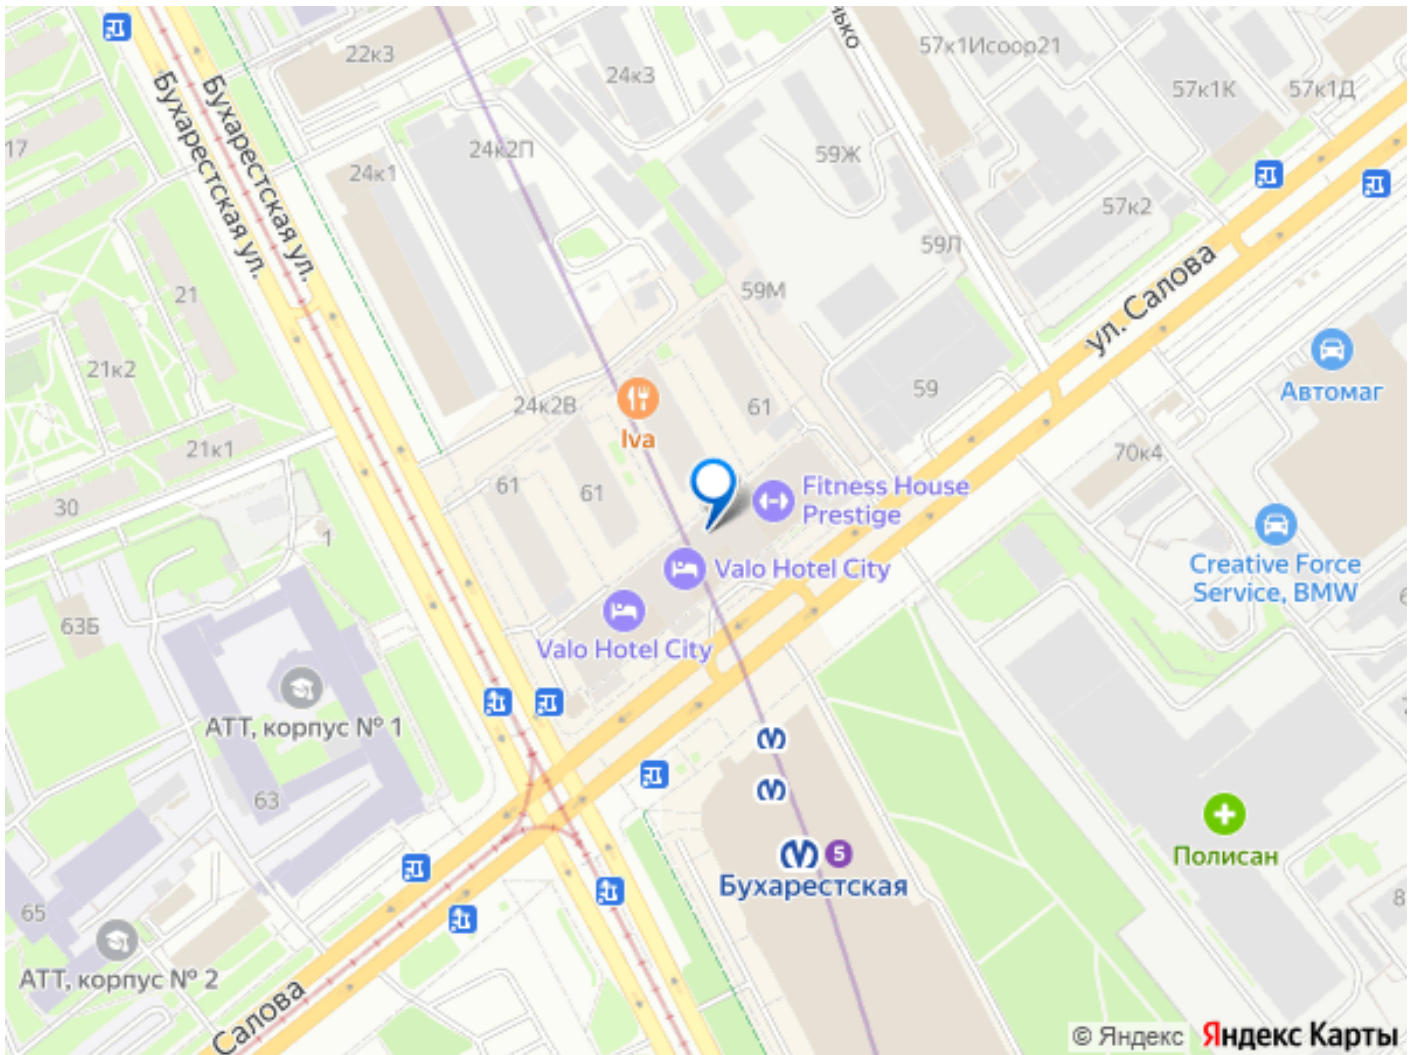 22к3
24к3
57к1Исоор21
57к1К
57к1Д
Бухарестская ул.
Бухарестская ул.
17
24к1
24к2П
59Ж
57к2
59Л
ул. Салова
21
59М
21к2
Автомаг
24к2В
Iva
61
59
21к1
70к4
30
61
61
Fitness House
Prestige
1
Valo Hotel City
Creative Force
Service, BMW
63Б
Valo Hotel City
АТТ, корпус № 1
63
5
Бухарестская
Полисан
65
АТТ, корпус № 2
8
Салова
© Яндекс
Яндекс Карты